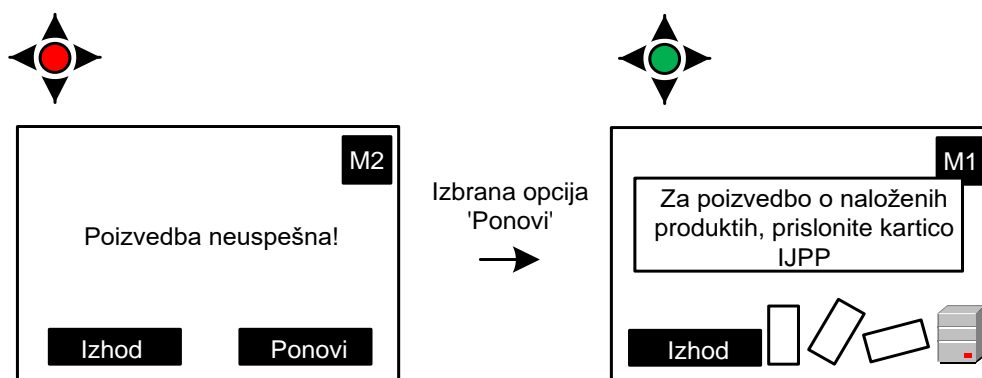 M2
Poizvedba neuspešna!
Izhod
Ponovi
Izbrana opcija
'Ponovi'
M1
Za poizvedbo o naloženih
produktih, prislonite kartico
IJPP
Izhod